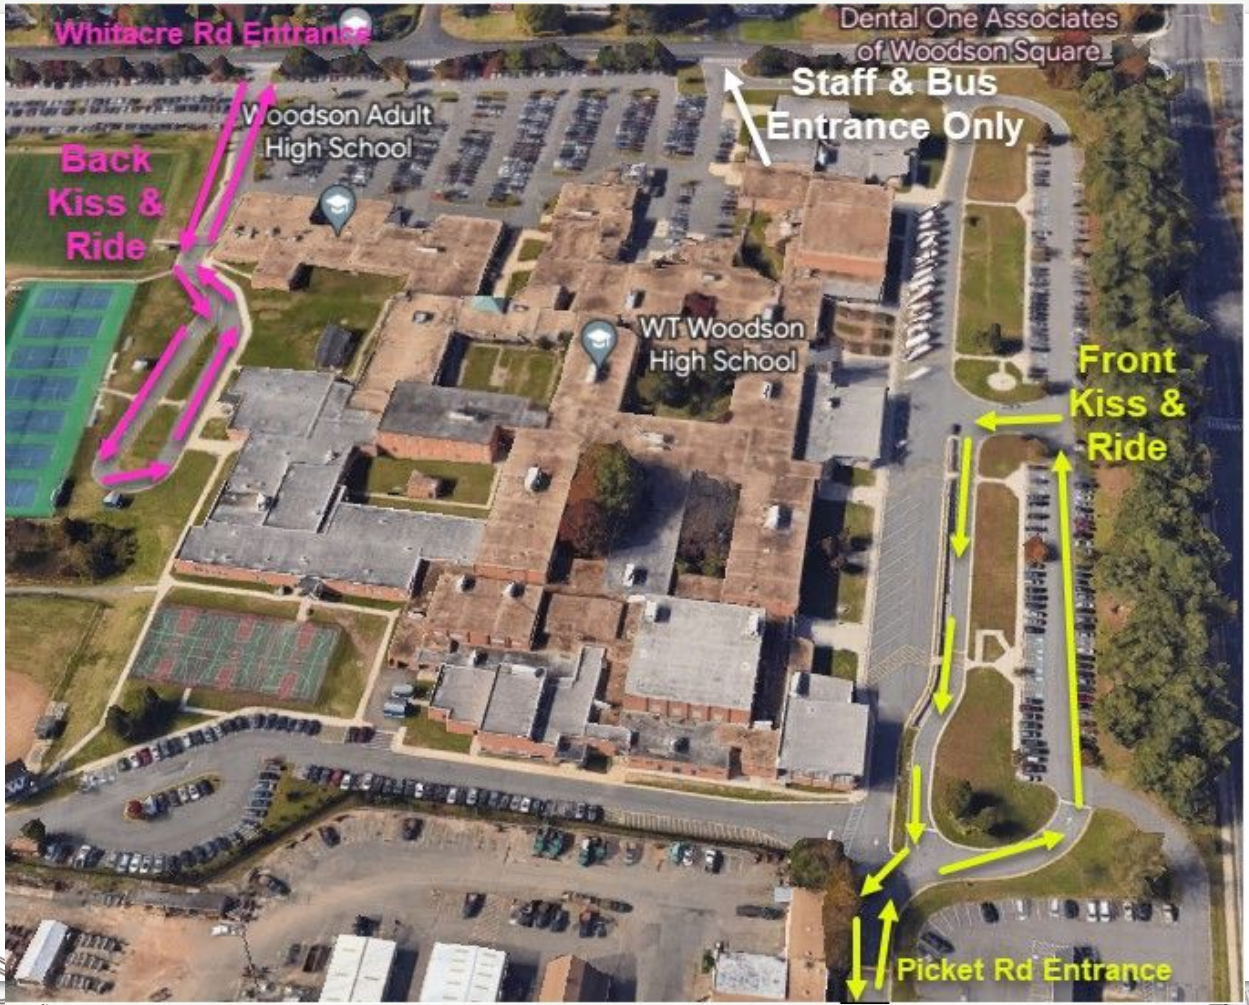 Whitacre Rd Entrance
Dental One Associates
of Woodson Square
Staff & Bus
Entrance Only
Woodson Adult
High School
Back
Kiss &
Ride
WT Woodson
High School
Front
Kiss &
Ride
Picket Rd Entrance